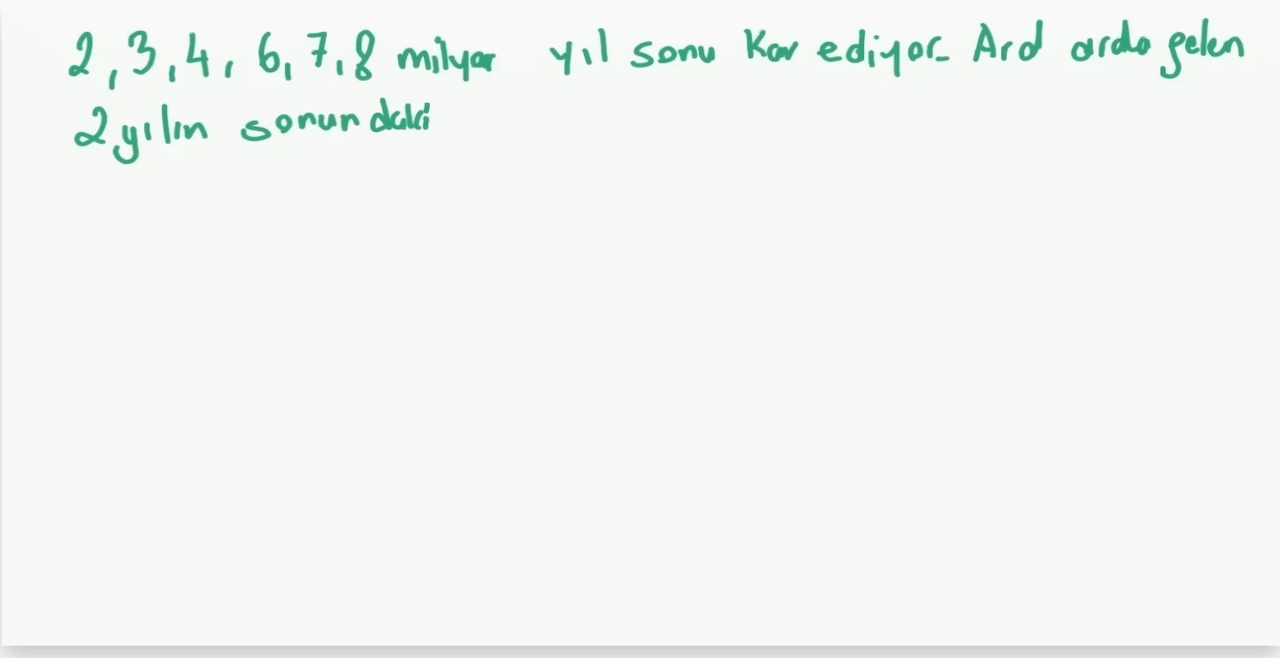 2, 3, 4, 6, 7, 8 milyar yıl sonu Kar ediyor. Ard arda gelen
2 yılın sonundaki